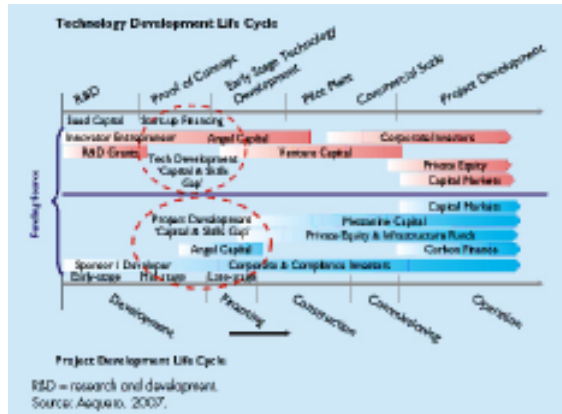 Technology Development Life Cycle
R&D
Proof of Concept
Early Stage Technology
Development
Pilot Plant
Commercial Scale
Project Development
Seed Capital
Start-up Financing
Innovator Entrepreneur
Angel Capital
Corporate Investors
R&D Grants
Venture Capital
Tech Development
'Capital & Skills
Gap'
Private Equity
Capital Markets
Funding Source
Capital Markets
Project Development
'Capital & Skills Gap'
Mezzanine Capital
Private Equity & Infrastructure Funds
Angel Capital
Carbon Finance
Sponsor / Developer
Corporate & Compliance Investors
Early-stage
Mid-stage
Late-stage
Development
Financing
Construction
Commissioning
Operation
Project Development Life Cycle
R&D = research and development.
Source: Aequero, 2007.